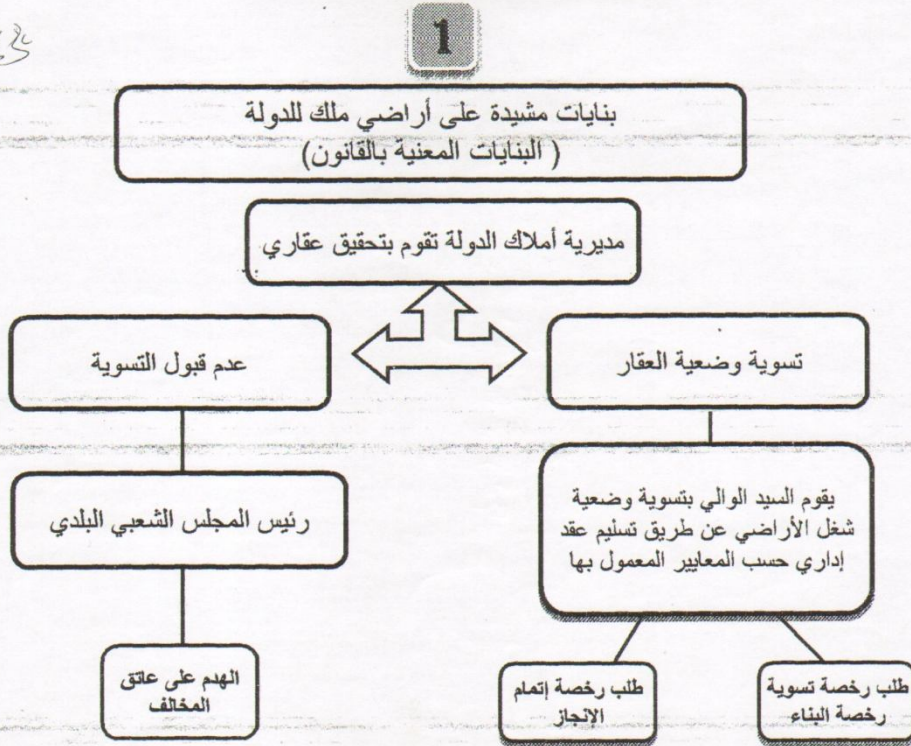 1
بنايات مشيدة على أراضي ملك للدولة
( البنايات المعنية بالقانون)
مديرية أملاك الدولة تقوم بتحقيق عقاري
تسوية وضعية العقار
عدم قبول التسوية
يقوم السيد الوالي بتسوية وضعية
شغل الأراضي عن طريق تسليم عقد
إداري حسب المعايير المعمول بها
رئيس المجلس الشعبي البلدي
طلب رخصة تسوية
رخصة البناء
طلب رخصة إتمام
الإنجاز
الهدم على عاتق
المخالف